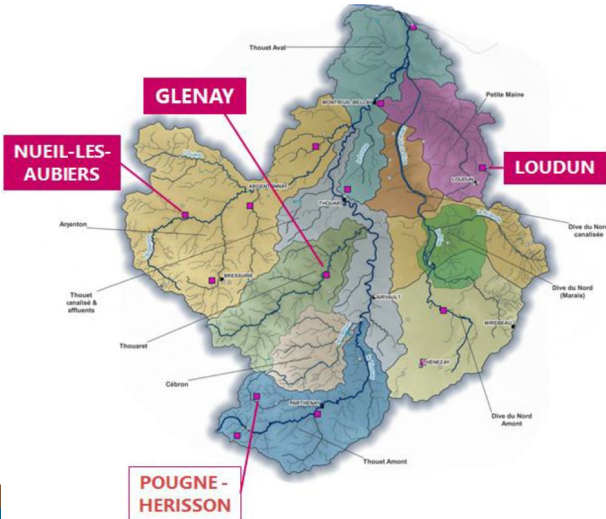 Thouet Aval
GLENAY
MONTREUIL-BELLAY
Petite Maine
NUEIL-LES-
AUBIERS
LOUDUN
LOUDUN
ARGENTONNAY
THOUARS
Argenton
Dive du Nord
canalisée
BRESSUIRE
Dive du Nord
(Marais)
Thouet
canalisé &
affluents
AIRVAULT
MIREBEAU
Thouaret
THÉNEZAY
Cébron
PARTHENAY
Dive du Nord
Amont
Thouet Amont
POUGNE -
HERISSON